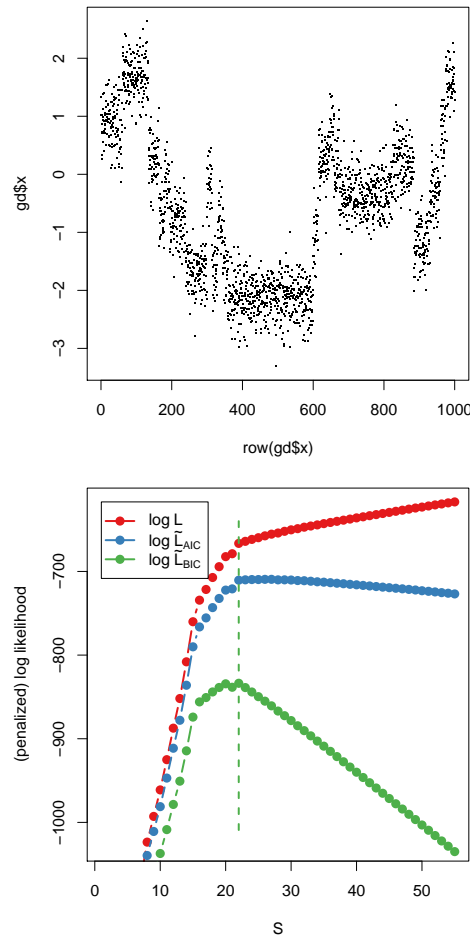 2
1
0
-1
-2
-3
gd$x
0 200 400 600 800 1000
row(gd$x)
log L
log L̃AIC
log L̃BIC
-700
-800
-900
-1000
(penalized) log likelihood
0 10 20 30 40 50
S